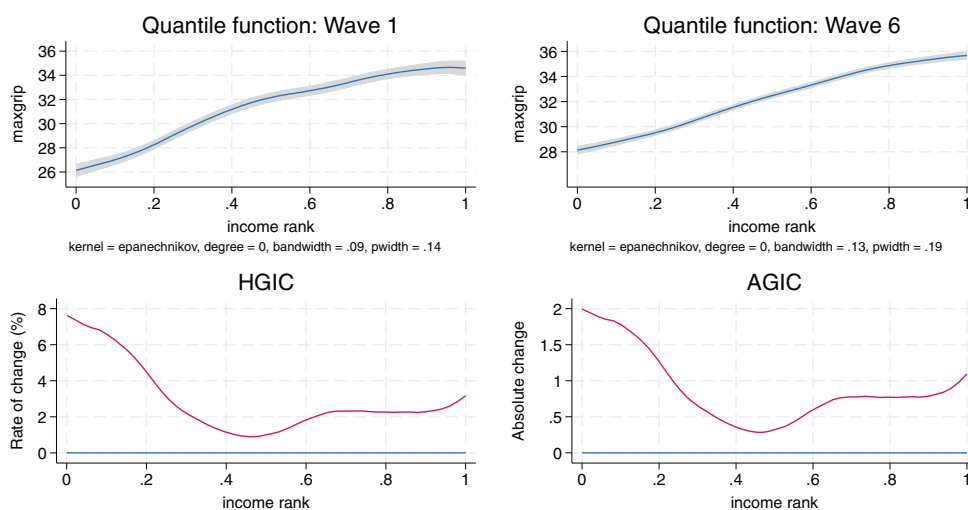 Quantile function: Wave 1
36
34
32
30
28
26
maxgrip
0 .2 .4 .6 .8 1
income rank
kernel = epanechnikov, degree = 0, bandwidth = .09, pwidth = .14
Quantile function: Wave 6
36
34
32
30
28
maxgrip
0 .2 .4 .6 .8 1
income rank
kernel = epanechnikov, degree = 0, bandwidth = .13, pwidth = .19
HGIC
8
6
4
2
0
Rate of change (%)
0 .2 .4 .6 .8 1
income rank
AGIC
2
1.5
1
.5
0
Absolute change
0 .2 .4 .6 .8 1
income rank